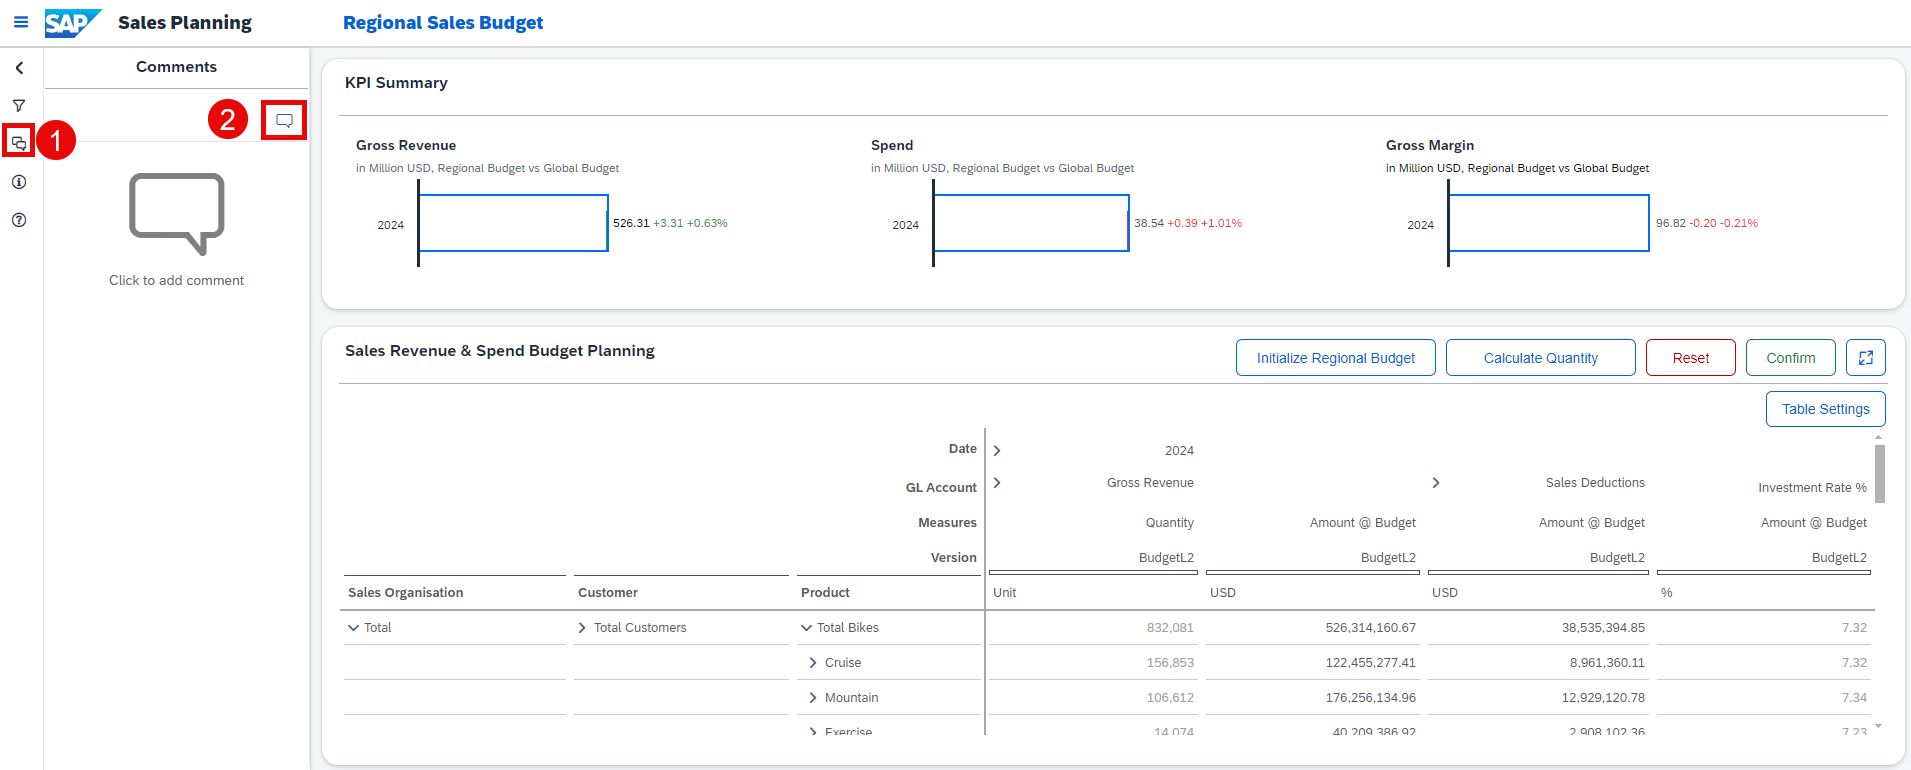 SAP Sales Planning Regional Sales Budget
Comments
2
1
Click to add comment
KPI Summary
Gross Revenue
in Million USD, Regional Budget vs Global Budget
2024
526.31 +3.31 +0.63%
Spend
in Million USD, Regional Budget vs Global Budget
2024
38.54 +0.39 +1.01%
Gross Margin
in Million USD, Regional Budget vs Global Budget
2024
96.82 -0.20 -0.21%
Sales Revenue & Spend Budget Planning
Initialize Regional Budget Calculate Quantity Reset Confirm
Table Settings
Date 2024
GL Account Gross Revenue Sales Deductions Investment Rate %
Measures Quantity Amount @ Budget Amount @ Budget Amount @ Budget
Version BudgetL2 BudgetL2 BudgetL2 BudgetL2
Sales Organisation Customer Product Unit USD USD %
Total Total Customers Total Bikes 832,081 526,314,160.67 38,535,394.85 7.32
Cruise 156,853 122,455,277.41 8,961,360.11 7.32
Mountain 106,612 176,256,134.96 12,929,120.78 7.34
Exercise 14,074 40,209,386.92 2,908,102.36 7.23